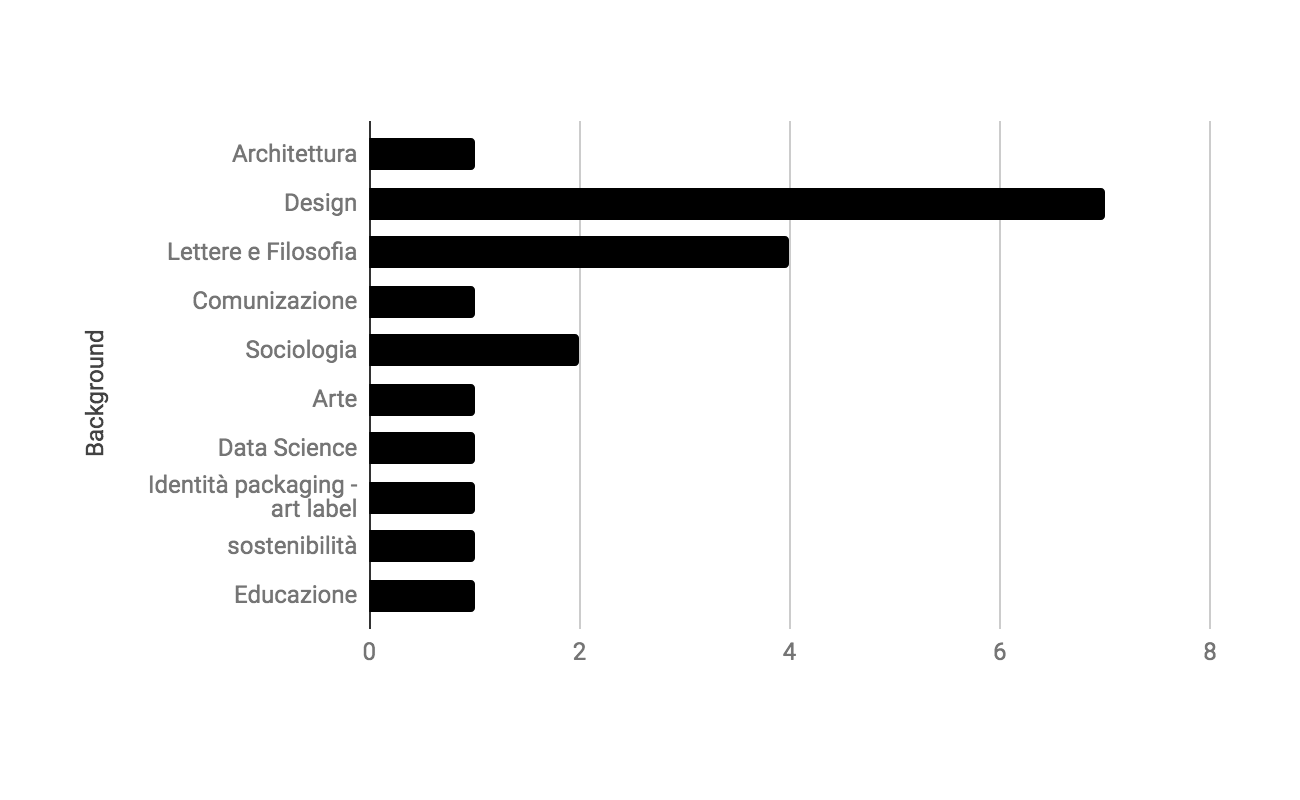 Architettura
Design
Lettere e Filosofia
Comunizazione
Sociologia
Arte
Data Science
Identità packaging -
art label
sostenibilità
Educazione
Background
0 2 4 6 8